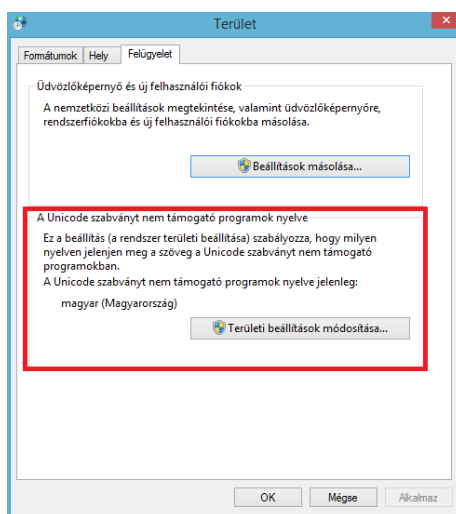 Terület
Formátumok Hely Felügyelet
Üdvözlőképernyő és új felhasználói fiókok
A nemzetközi beállítások megtekintése, valamint üdvözlőképernyőre,
rendszerfiókokba és új felhasználói fiókokba másolása.
Beállítások másolása...
A Unicode szabványt nem támogató programok nyelve
Ez a beállítás (a rendszer területi beállítása) szabályozza, hogy milyen
nyelven jelenjen meg a szöveg a Unicode szabványt nem támogató
programokban.
A Unicode szabványt nem támogató programok nyelve jelenleg:
magyar (Magyarország)
Területi beállítások módosítása...
OK Mégse Alkalmaz